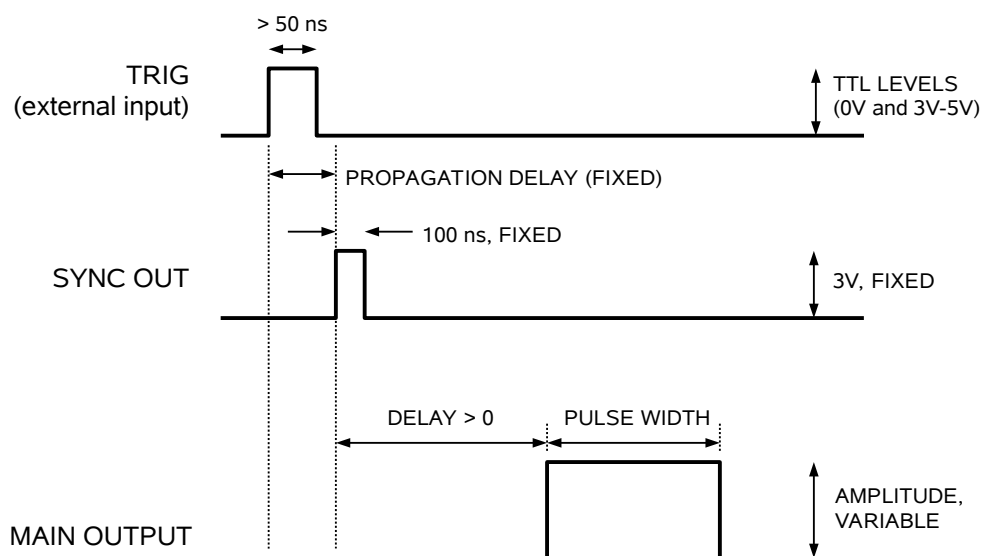 > 50 ns
TRIG
(external input)
TTL LEVELS
(0V and 3V-5V)
PROPAGATION DELAY (FIXED)
100 ns, FIXED
SYNC OUT
3V, FIXED
DELAY > 0
PULSE WIDTH
AMPLITUDE,
VARIABLE
MAIN OUTPUT